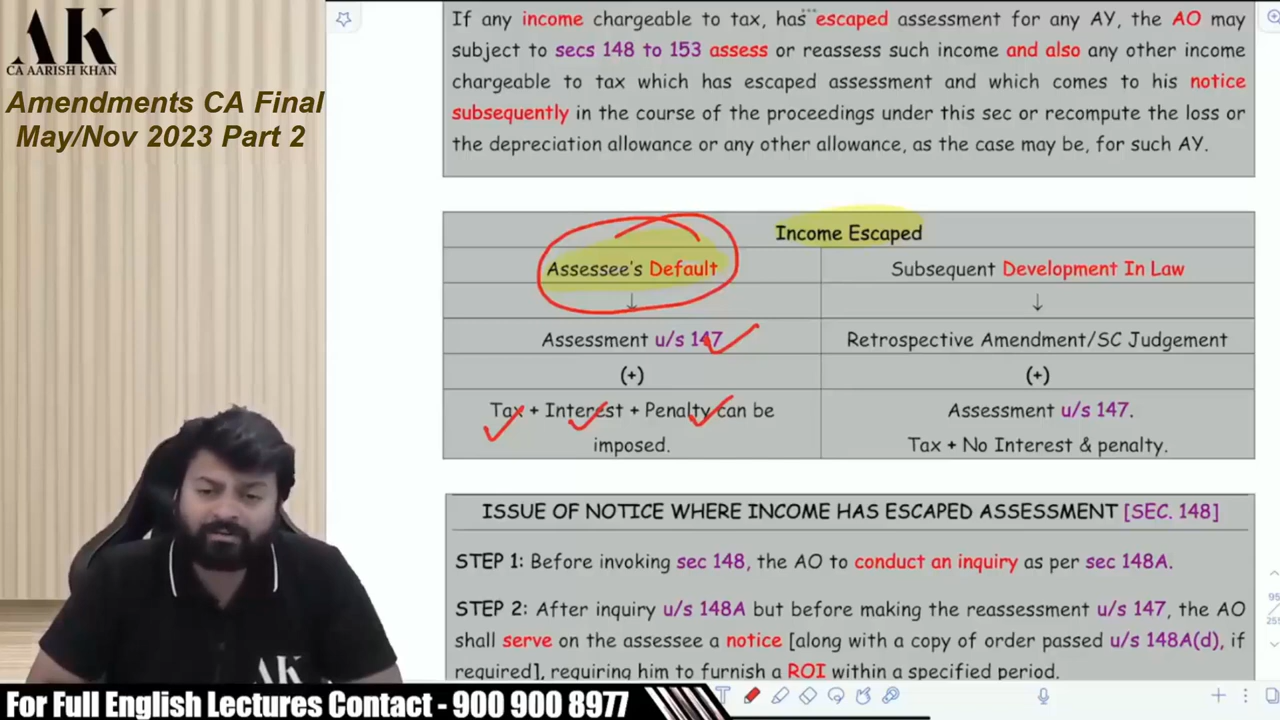 AK
CA AARISH KHAN
Amendments CA Final
May/Nov 2023 Part 2
If any income chargeable to tax, has escaped assessment for any AY, the AO may
subject to secs 148 to 153 assess or reassess such income and also any other income
chargeable to tax which has escaped assessment and which comes to his notice
subsequently in the course of the proceedings under this sec or recompute the loss or
the depreciation allowance or any other allowance, as the case may be, for such AY.
Income Escaped
Assessee's Default
Subsequent Development In Law
↓
↓
Assessment u/s 147
Retrospective Amendment/SC Judgement
(+)
(+)
Tax + Interest + Penalty can be
imposed.
Assessment u/s 147.
Tax + No Interest & penalty.
ISSUE OF NOTICE WHERE INCOME HAS ESCAPED ASSESSMENT [SEC. 148]
STEP 1: Before invoking sec 148, the AO to conduct an inquiry as per sec 148A.
STEP 2: After inquiry u/s 148A but before making the reassessment u/s 147, the AO
shall serve on the assessee a notice [along with a copy of order passed u/s 148A(d), if
required], requiring him to furnish a ROI within a specified period.
AK
For Full English Lectures Contact - 900 900 8977